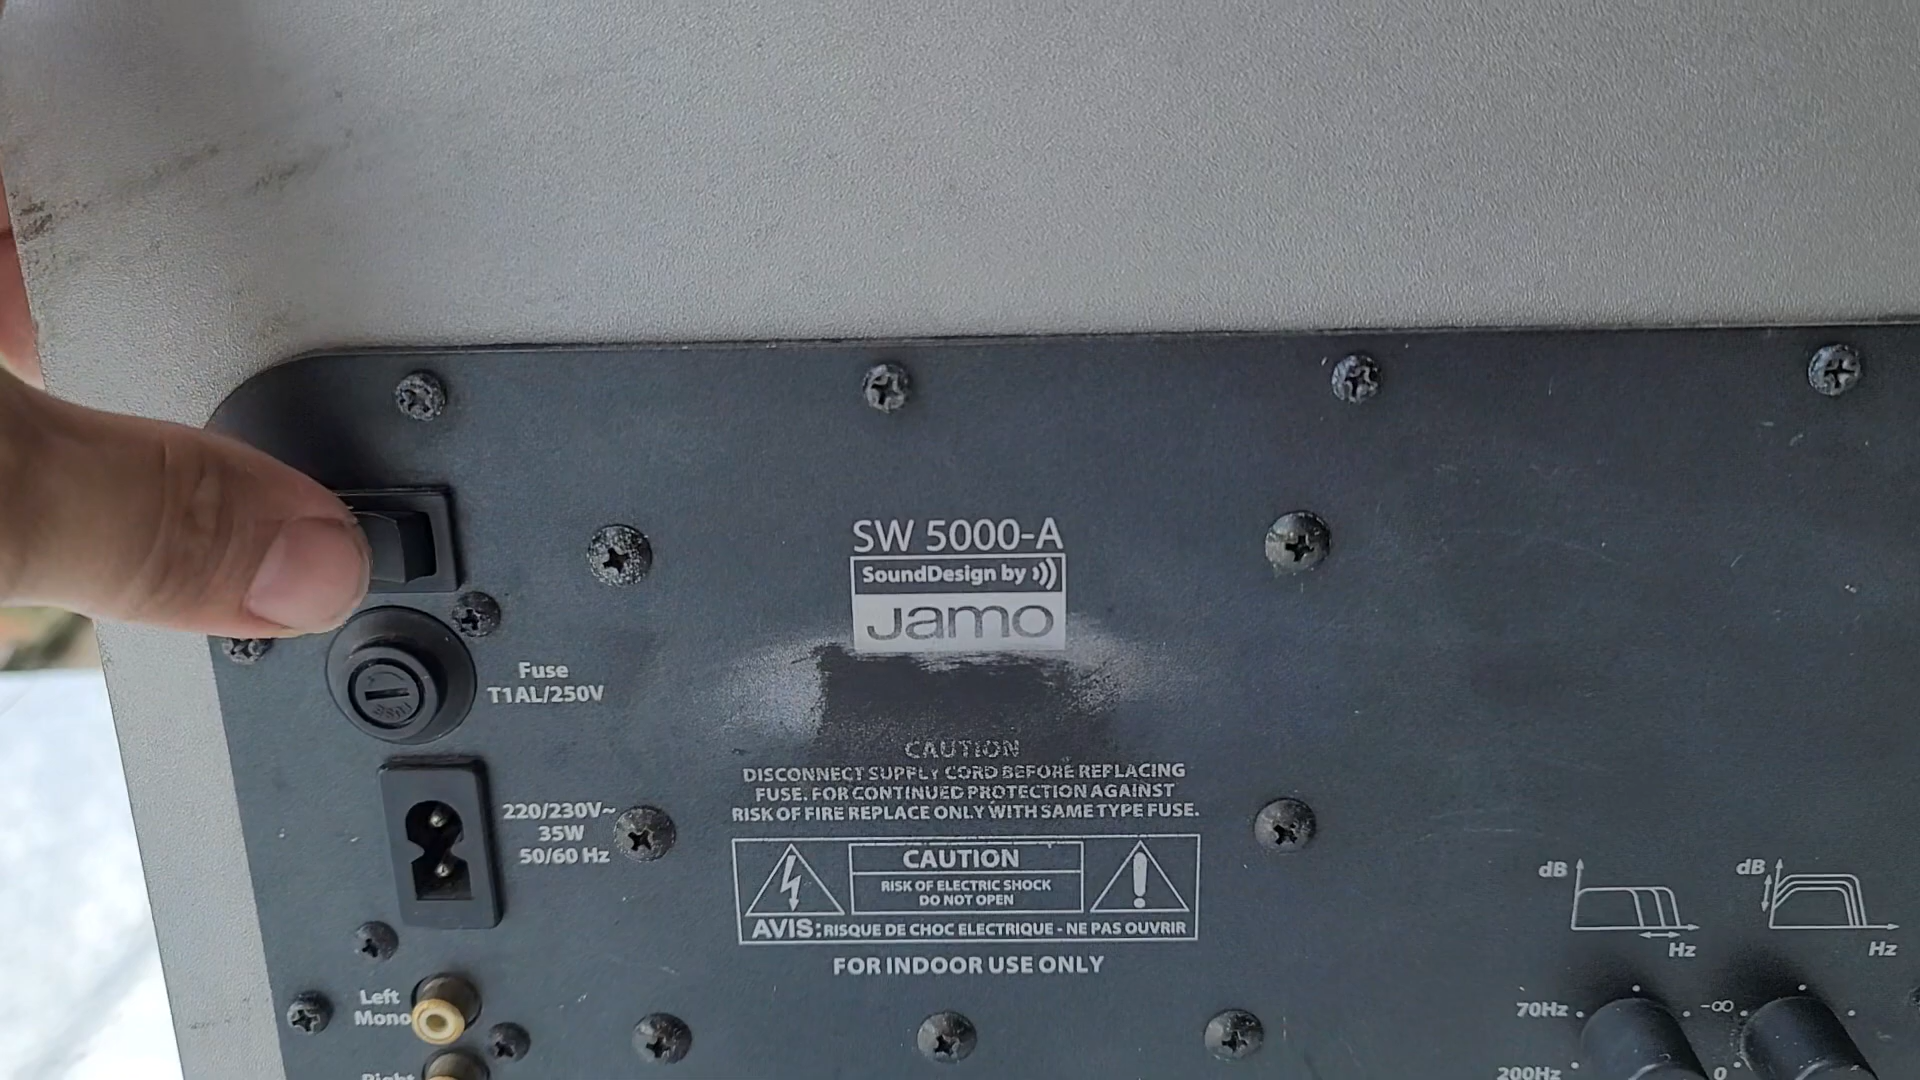 SW 5000-A
SoundDesign by
Jamo
Fuse
T1AL/250V
CAUTION
DISCONNECT SUPPLY CORD BEFORE REPLACING
FUSE. FOR CONTINUED PROTECTION AGAINST
RISK OF FIRE REPLACE ONLY WITH SAME TYPE FUSE.
220/230V~
35W
50/60 Hz
CAUTION
RISK OF ELECTRIC SHOCK
DO NOT OPEN
AVIS: RISQUE DE CHOC ELECTRIQUE - NE PAS OUVRIR
FOR INDOOR USE ONLY
dB
Hz
dB
Hz
Left
Mono
Right
70Hz
-∞
200Hz
0